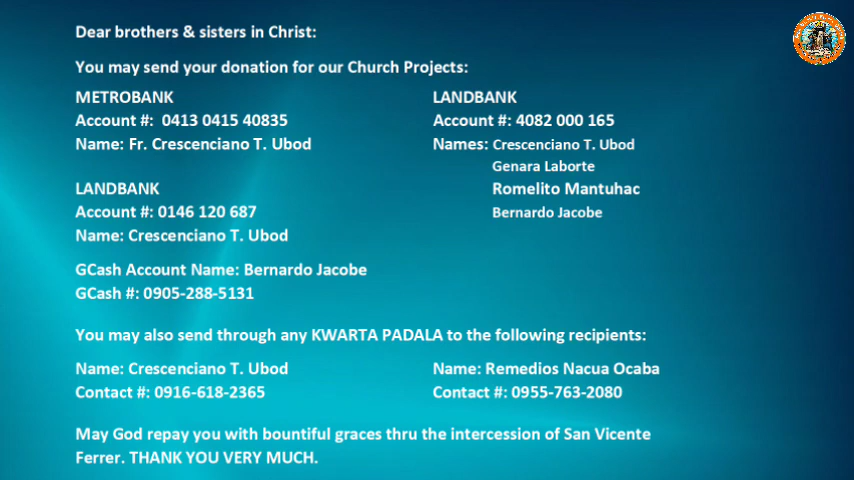 Dear brothers & sisters in Christ:
You may send your donation for our Church Projects:
METROBANK
Account #: 0413 0415 40835
Name: Fr. Crescenciano T. Ubod
LANDBANK
Account #: 0146 120 687
Name: Crescenciano T. Ubod
LANDBANK
Account #: 4082 000 165
Names: Crescenciano T. Ubod
Genara Laborte
Romelito Mantuhac
Bernardo Jacobe
GCash Account Name: Bernardo Jacobe
GCash #: 0905-288-5131
You may also send through any KWARTA PADALA to the following recipients:
Name: Crescenciano T. Ubod
Contact #: 0916-618-2365
Name: Remedios Nacua Ocaba
Contact #: 0955-763-2080
May God repay you with bountiful graces thru the intercession of San Vicente
Ferrer. THANK YOU VERY MUCH.